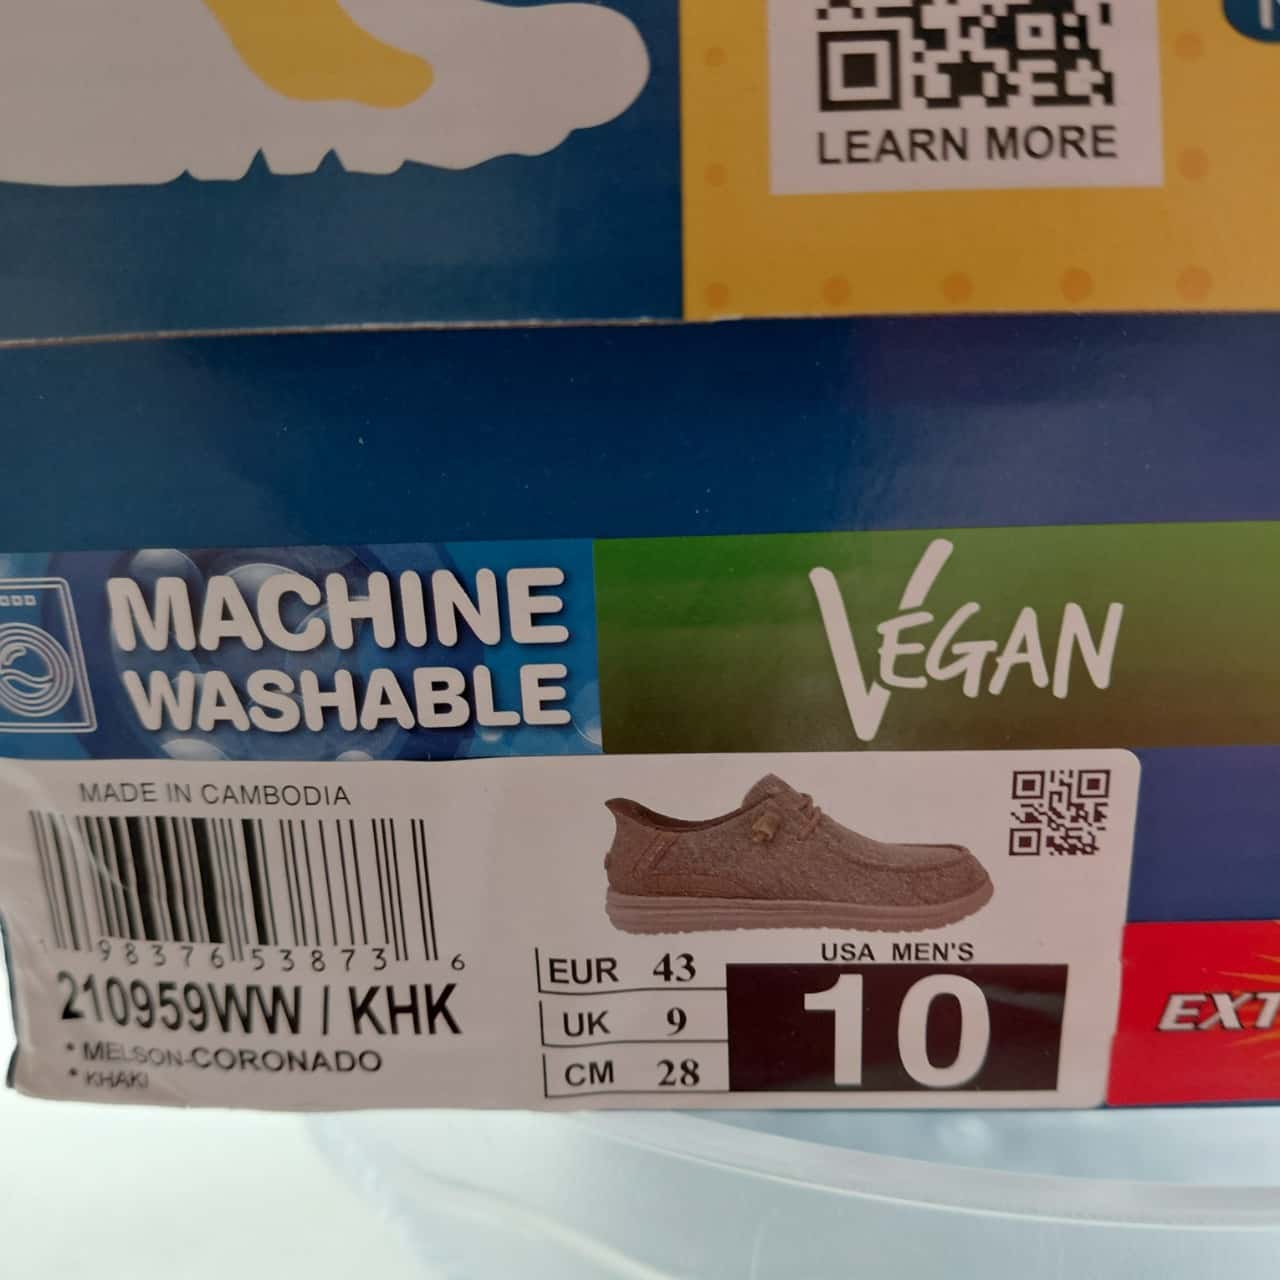 LEARN MORE
MACHINE
WASHABLE
VEGAN
MADE IN CAMBODIA
1 98376 53873 6
210959WW / KHK
* MELSON-CORONADO
* KHAKI
EUR 43
UK 9
CM 28
USA MEN'S
10
EXT